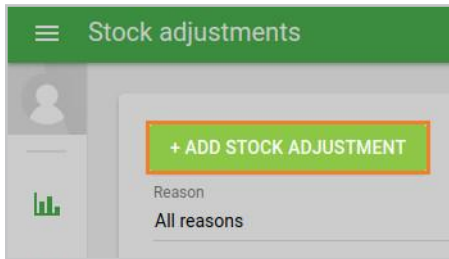 Stock adjustments
+ ADD STOCK ADJUSTMENT
Reason
All reasons